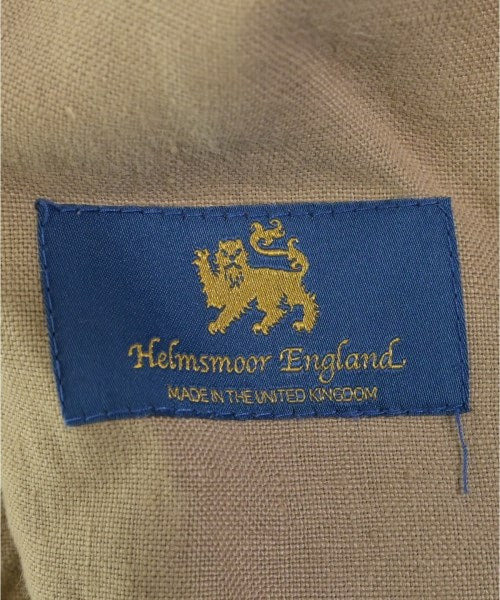 Helmsmoor England
MADE IN THE UNITED KINGDOM